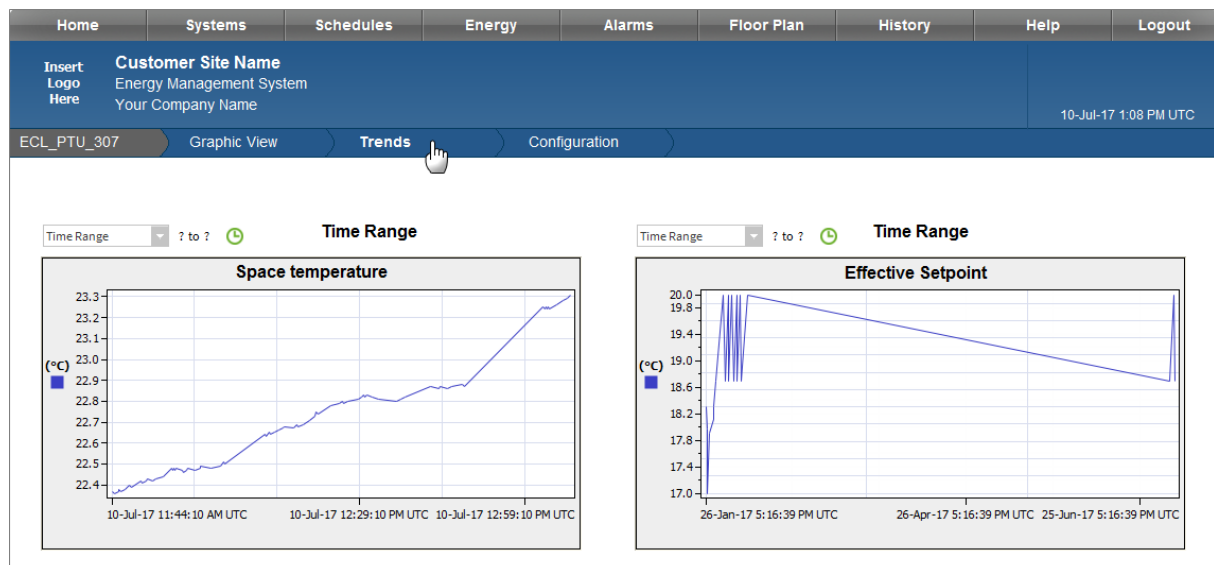 Home Systems Schedules Energy Alarms Floor Plan History Help Logout
Insert
Logo
Here
Customer Site Name
Energy Management System
Your Company Name
10-Jul-17 1:08 PM UTC
ECL_PTU_307 Graphic View Trends Configuration
Time Range ? to ? Time Range
Space temperature
23.3
23.2
23.1
23.0
22.9
22.8
22.7
22.6
22.5
22.4
(°C)
10-Jul-17 11:44:10 AM UTC 10-Jul-17 12:29:10 PM UTC 10-Jul-17 12:59:10 PM UTC
Time Range ? to ? Time Range
Effective Setpoint
20.0
19.8
19.4
19.0
18.6
18.2
17.8
17.4
17.0
(°C)
26-Jan-17 5:16:39 PM UTC 26-Apr-17 5:16:39 PM UTC 25-Jun-17 5:16:39 PM UTC